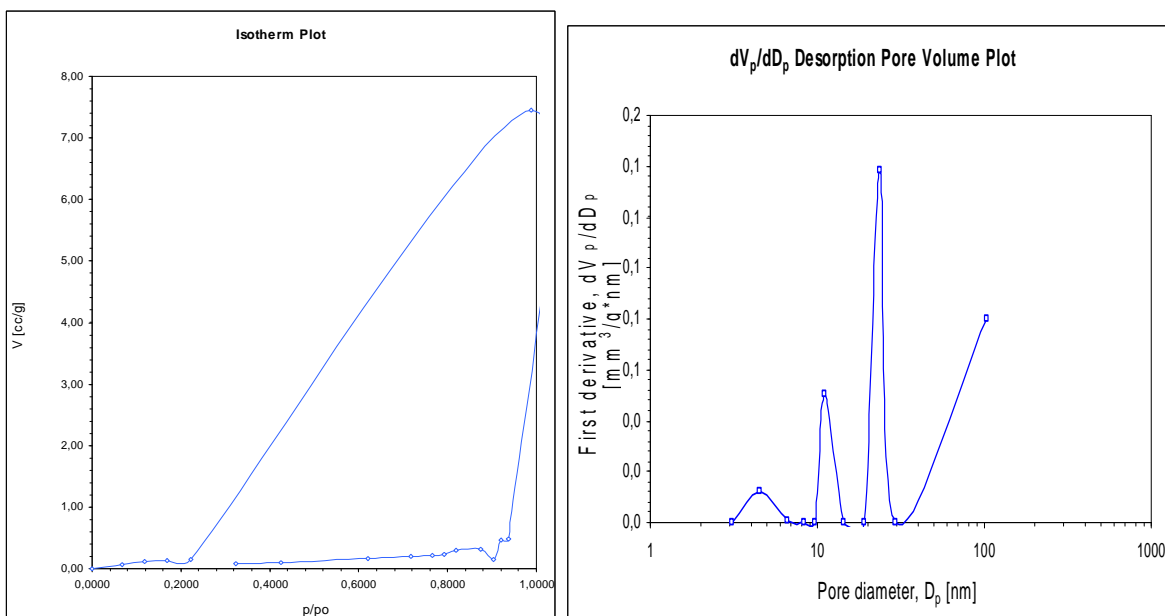 Isotherm Plot
8,00
7,00
6,00
5,00
4,00
3,00
2,00
1,00
0,00
V [cc/g]
0,0000 0,2000 0,4000 0,6000 0,8000 1,0000
p/po
dVp/dDp Desorption Pore Volume Plot
0,2
0,1
0,1
0,1
0,1
0,1
0,0
0,0
0,0
First derivative, dVp/dDp
[mm³/g*nm]
1 10 100 1000
Pore diameter, Dp [nm]